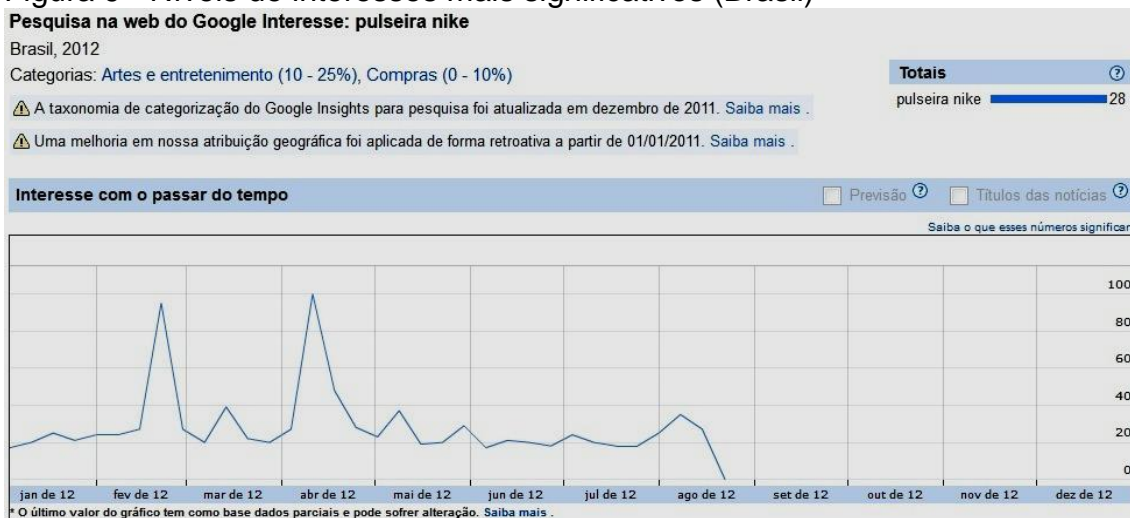 Pesquisa na web do Google Interesse: pulseira nike
Brasil, 2012
Categorias: Artes e entretenimento (10 - 25%), Compras (0 - 10%)
Totais
pulseira nike 28
A taxonomia de categorização do Google Insights para pesquisa foi atualizada em dezembro de 2011. Saiba mais .
Uma melhoria em nossa atribuição geográfica foi aplicada de forma retroativa a partir de 01/01/2011. Saiba mais .
Interesse com o passar do tempo Previsão ? Títulos das notícias ?
Saiba o que esses números significar
100
80
60
40
20
0
jan de 12 fev de 12 mar de 12 abr de 12 mai de 12 jun de 12 jul de 12 ago de 12 set de 12 out de 12 nov de 12 dez de 12
* O último valor do gráfico tem como base dados parciais e pode sofrer alteração. Saiba mais .